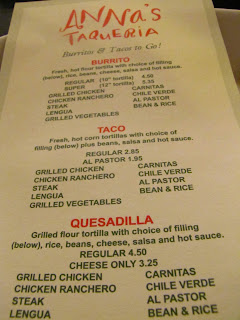 ANNA'S
TAQUERIA
Burritos & Tacos to Go!
BURRITO
Fresh, hot flour tortilla with choice of filling
(below), rice, beans, cheese, salsa and hot sauce.
REGULAR (10" tortilla) 4.50
SUPER (12" tortilla) 5.35
GRILLED CHICKEN CARNITAS
CHICKEN RANCHERO CHILE VERDE
STEAK AL PASTOR
LENGUA BEAN & RICE
GRILLED VEGETABLES
TACO
Fresh, hot corn tortillas with choice of
filling (below) plus beans, salsa and hot sauce.
REGULAR 2.85
AL PASTOR 1.95
GRILLED CHICKEN CARNITAS
CHICKEN RANCHERO CHILE VERDE
STEAK AL PASTOR
LENGUA BEAN & RICE
GRILLED VEGETABLES
QUESADILLA
Grilled flour tortilla with choice of filling
(below), rice, beans, cheese, salsa and hot sauce.
REGULAR 4.50
CHEESE ONLY 3.25
GRILLED CHICKEN CARNITAS
CHICKEN RANCHERO CHILE VERDE
STEAK AL PASTOR
LENGUA BEAN & RICE